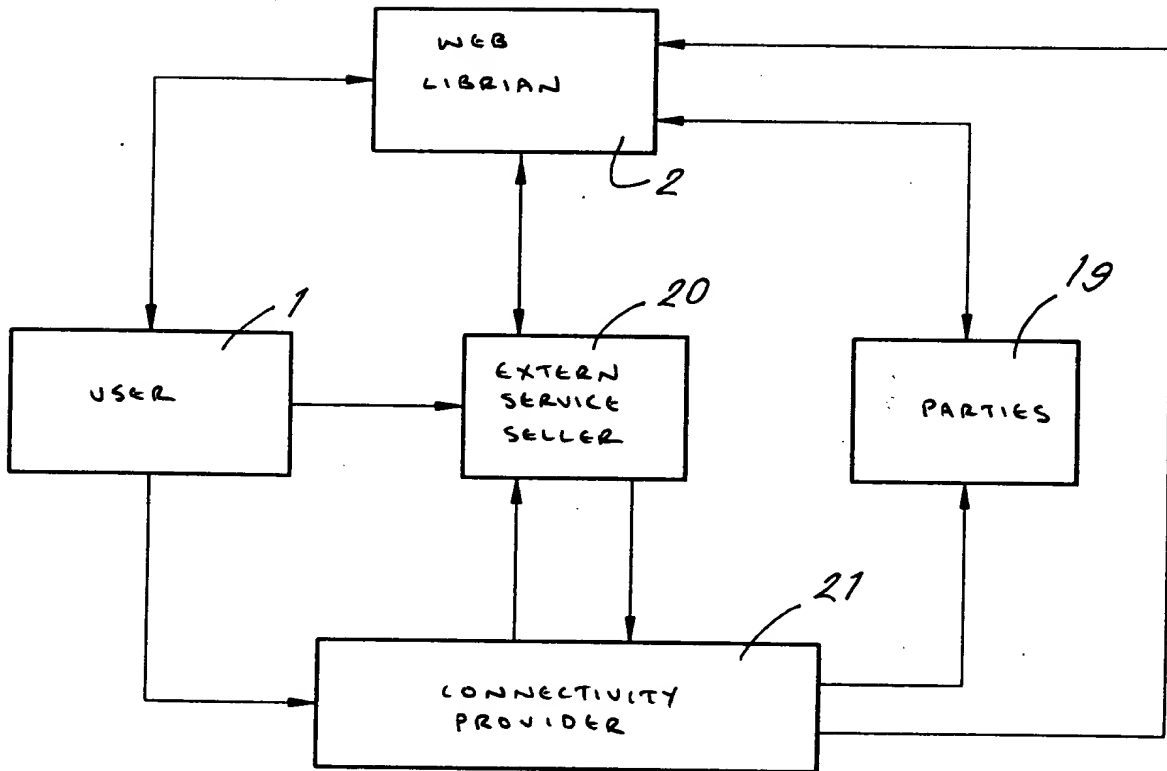 WEB
LIBRIAN
2
1
20
19
USER
EXTERN
SERVICE
SELLER
PARTIES
21
CONNECTIVITY
PROVIDER